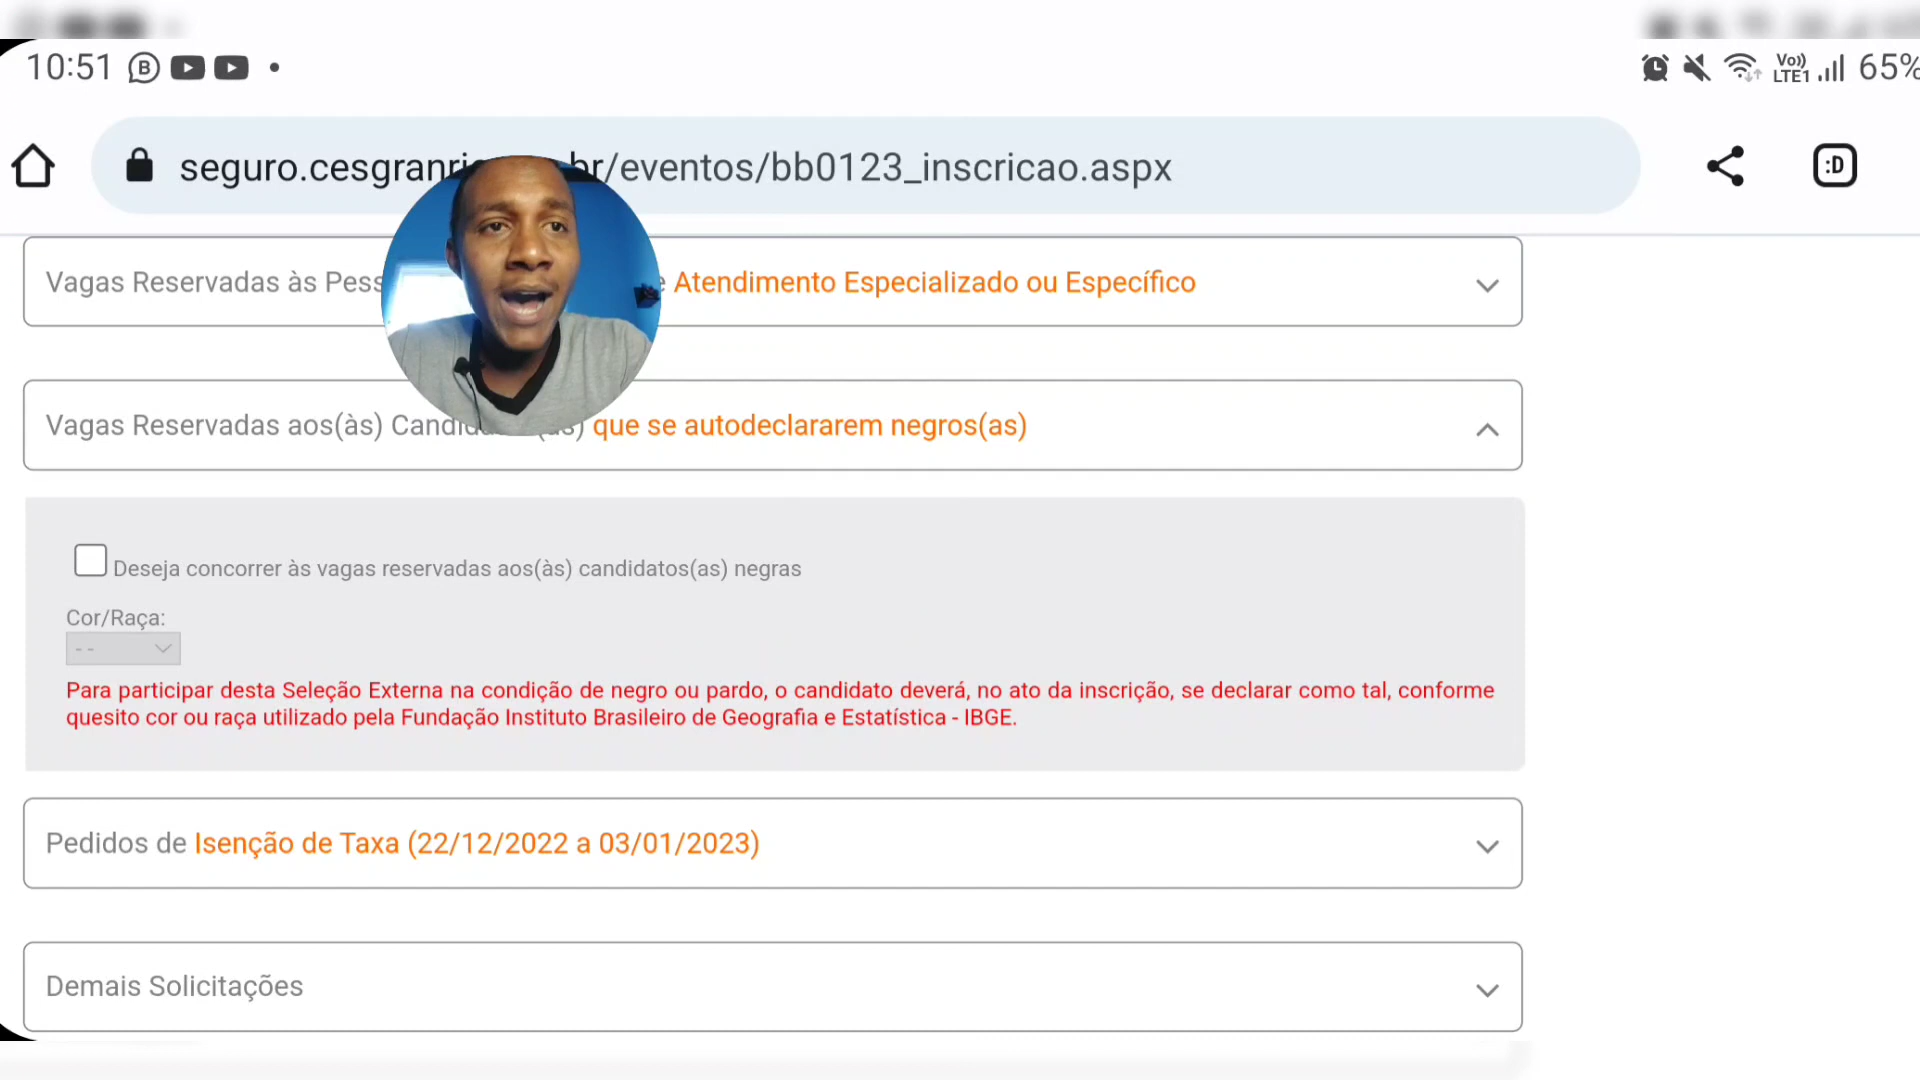 10:51
Vo)) LTE1 65%
seguro.cesgranri br/eventos/bb0123_inscricao.aspx
:D
Vagas Reservadas às Pess e Atendimento Especializado ou Específico
Vagas Reservadas aos(às) Candid (as) que se autodeclararem negros(as)
Deseja concorrer às vagas reservadas aos(às) candidatos(as) negras
Cor/Raça:
- -
Para participar desta Seleção Externa na condição de negro ou pardo, o candidato deverá, no ato da inscrição, se declarar como tal, conforme
quesito cor ou raça utilizado pela Fundação Instituto Brasileiro de Geografia e Estatística - IBGE.
Pedidos de Isenção de Taxa (22/12/2022 a 03/01/2023)
Demais Solicitações